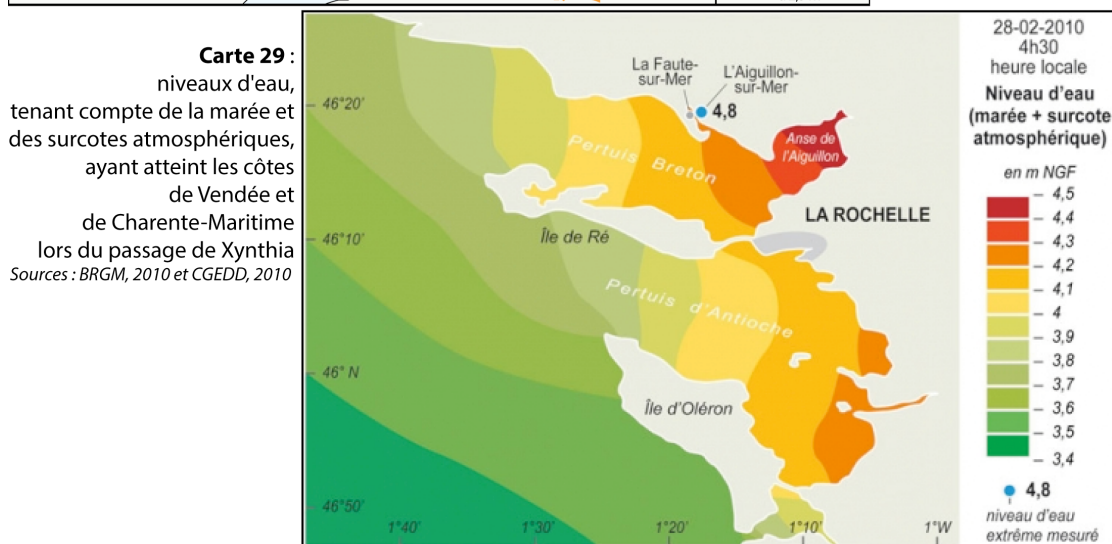 Carte 29 :
niveaux d'eau,
tenant compte de la marée et
des surcotes atmosphériques,
ayant atteint les côtes
de Vendée et
de Charente-Maritime
lors du passage de Xynthia
Sources : BRGM, 2010 et CGEDD, 2010
46°20'
46°10'
46° N
46°50'
1°40'
1°30'
1°20'
1°10'
1°W
La Faute-
sur-Mer
L'Aiguillon-
sur-Mer
4,8
Anse de
l'Aiguillon
Pertuis Breton
LA ROCHELLE
Île de Ré
Pertuis d'Antioche
Île d'Oléron
28-02-2010
4h30
heure locale
Niveau d'eau
(marée + surcote
atmosphérique)
en m NGF
4,5
4,4
4,3
4,2
4,1
4
3,9
3,8
3,7
3,6
3,5
3,4
4,8
niveau d'eau
extrême mesuré